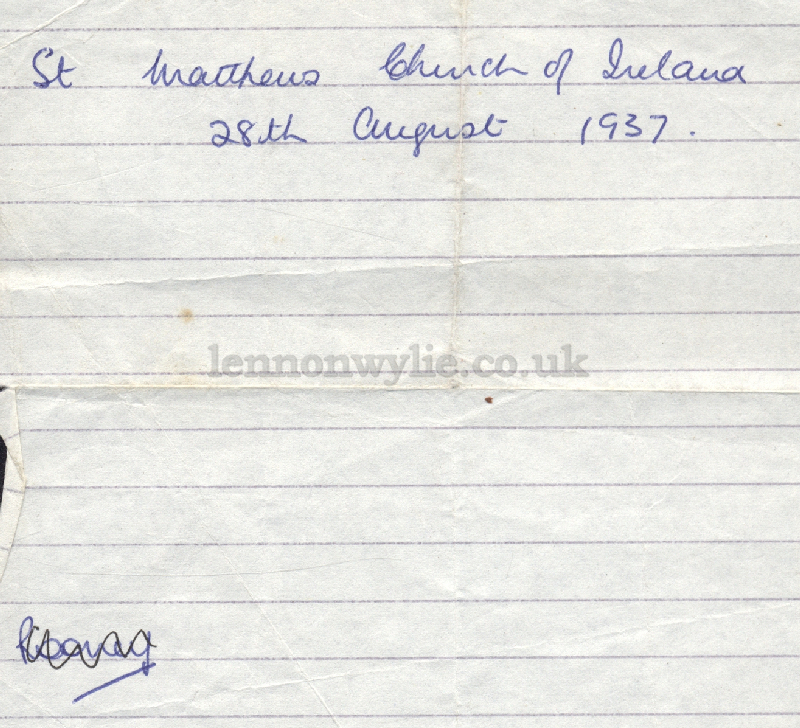 St Matthews Church of Ireland
28th August 1937.
lennonwylie.co.uk